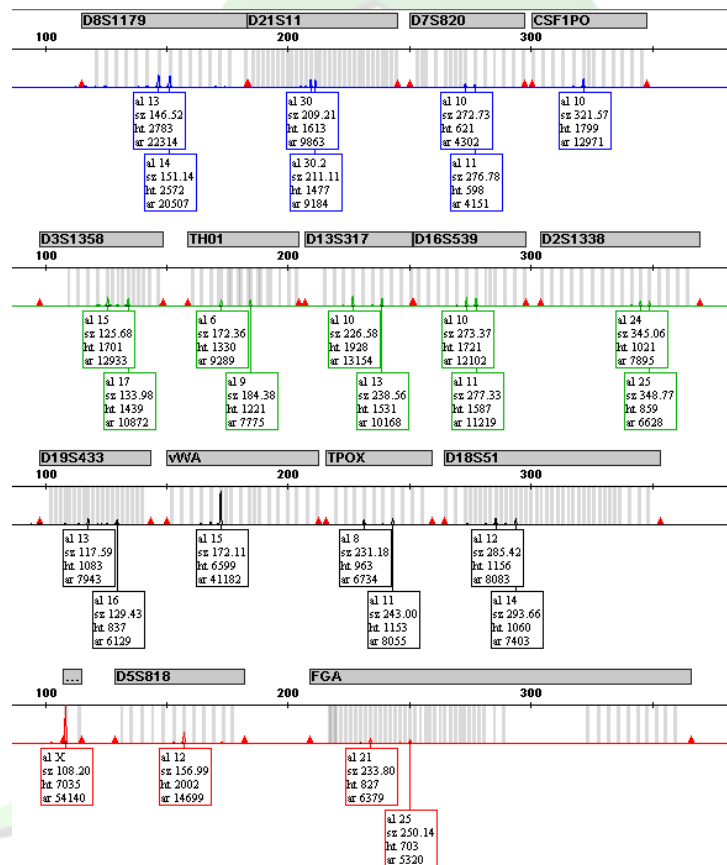 D8S1179 D21S11 D7S820 CSF1PO
100 200 300
al 13 al 30 al 10 al 10
sz 146.52 sz 209.21 sz 272.73 sz 321.57
ht 2783 ht 1613 ht 621 ht 1799
ar 22314 ar 9863 ar 4302 ar 12971
al 14 al 30.2 al 11
sz 151.14 sz 211.11 sz 276.78
ht 2572 ht 1477 ht 598
ar 20507 ar 9184 ar 4151
D3S1358 TH01 D13S317 D16S539 D2S1338
100 200 300
al 15 al 6 al 10 al 10 al 24
sz 125.68 sz 172.36 sz 226.58 sz 273.37 sz 345.06
ht 1701 ht 1330 ht 1928 ht 1721 ht 1021
ar 12933 ar 9289 ar 13154 ar 12102 ar 7895
al 17 al 9 al 13 al 11 al 25
sz 133.98 sz 184.38 sz 238.56 sz 277.33 sz 348.77
ht 1439 ht 1221 ht 1531 ht 1587 ht 859
ar 10872 ar 7775 ar 10168 ar 11219 ar 6628
D19S433 vWA TPOX D18S51
100 200 300
al 13 al 15 al 8 al 12
sz 117.59 sz 172.11 sz 231.18 sz 285.42
ht 1083 ht 6599 ht 963 ht 1156
ar 7943 ar 41182 ar 6734 ar 8083
al 16 al 11 al 14
sz 129.43 sz 243.00 sz 293.66
ht 837 ht 1153 ht 1060
ar 6129 ar 8055 ar 7403
... D5S818 FGA
100 200 300
al X al 12 al 21
sz 108.20 sz 156.99 sz 233.80
ht 7035 ht 2002 ht 827
ar 54140 ar 14699 ar 6379
al 25
sz 250.14
ht 703
ar 5320